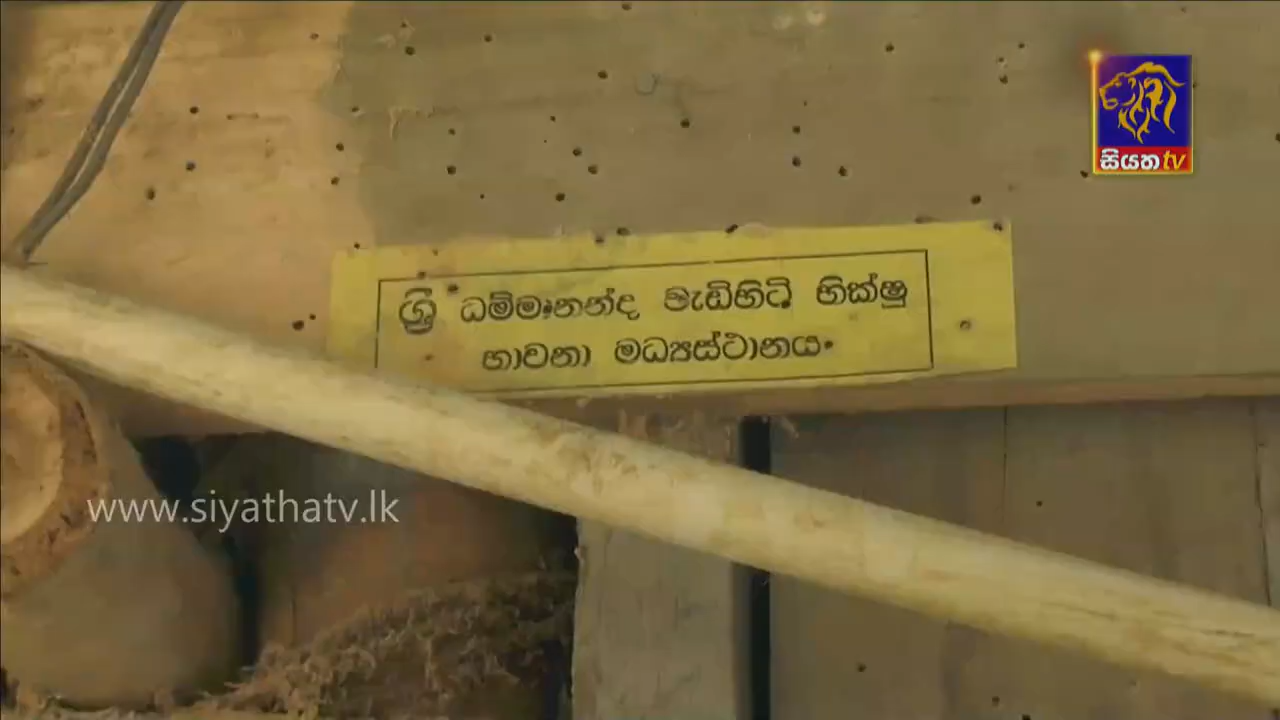 සියත tv
ශ්‍රී ධම්මානන්ද වැඩිහිටි භික්ෂු
භාවනා මධ්‍යස්ථානය.
www.siyathatv.lk